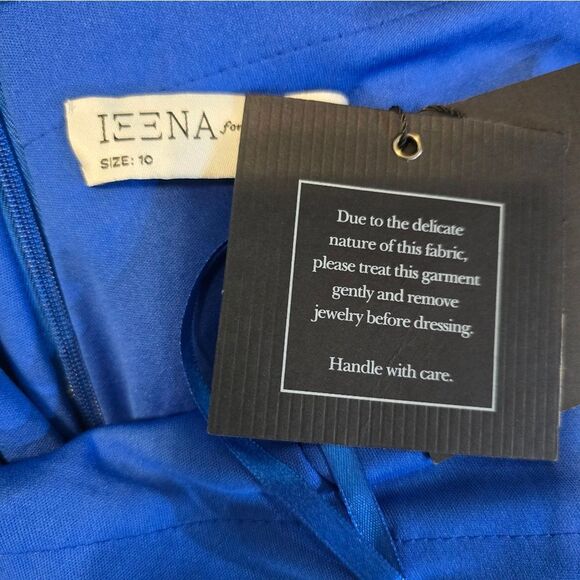 IEENA for
SIZE: 10
Due to the delicate
nature of this fabric,
please treat this garment
gently and remove
jewelry before dressing.
Handle with care.